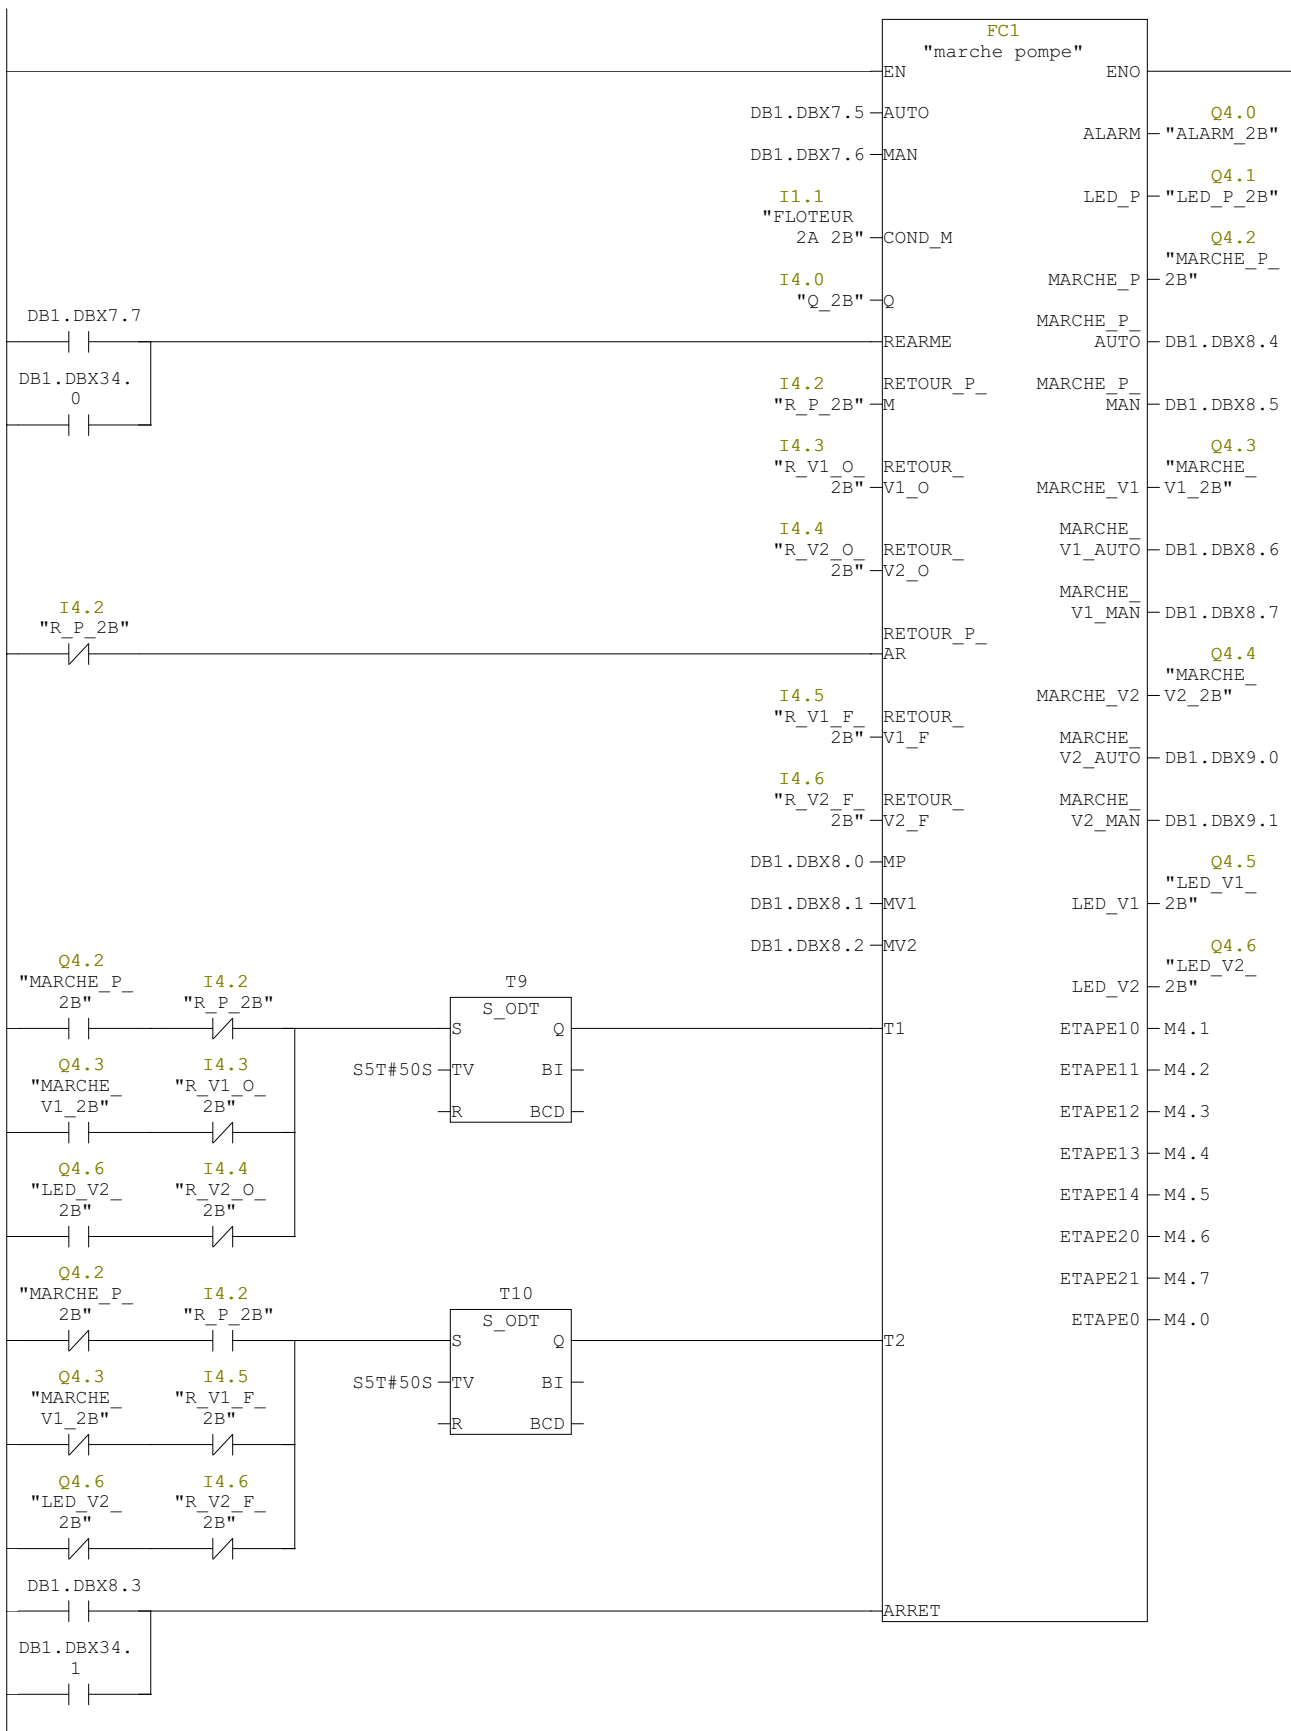 FC1
"marche pompe"
EN ENO
DB1.DBX7.5 AUTO
Q4.0
ALARM "ALARM_2B"
DB1.DBX7.6 MAN
Q4.1
LED_P "LED_P_2B"
I1.1
"FLOTEUR
2A 2B" COND_M
Q4.2
"MARCHE_P_
MARCHE_P 2B"
I4.0
"Q_2B" Q
DB1.DBX7.7
REARME
MARCHE_P_
AUTO DB1.DBX8.4
DB1.DBX34.
0
I4.2 RETOUR_P_
"R_P_2B" M
MARCHE_P_
MAN DB1.DBX8.5
I4.3
"R_V1_O_ RETOUR_
2B" V1_O
Q4.3
"MARCHE_
MARCHE_V1 V1_2B"
I4.4
"R_V2_O_ RETOUR_
2B" V2_O
MARCHE_
V1_AUTO DB1.DBX8.6
MARCHE_
V1_MAN DB1.DBX8.7
I4.2
"R_P_2B"
RETOUR_P_
AR
Q4.4
"MARCHE_
MARCHE_V2 V2_2B"
I4.5
"R_V1_F_ RETOUR_
2B" V1_F
MARCHE_
V2_AUTO DB1.DBX9.0
I4.6
"R_V2_F_ RETOUR_
2B" V2_F
MARCHE_
V2_MAN DB1.DBX9.1
DB1.DBX8.0 MP
Q4.5
"LED_V1_
LED_V1 2B"
DB1.DBX8.1 MV1
DB1.DBX8.2 MV2
Q4.6
"LED_V2_
LED_V2 2B"
Q4.2
"MARCHE_P_
2B"
I4.2
"R_P_2B"
T9
S_ODT
S Q
T1
ETAPE10 M4.1
Q4.3
"MARCHE_
V1_2B"
I4.3
"R_V1_O_
2B"
S5T#50S TV BI
R BCD
ETAPE11 M4.2
ETAPE12 M4.3
ETAPE13 M4.4
Q4.6
"LED_V2_
2B"
I4.4
"R_V2_O_
2B"
ETAPE14 M4.5
ETAPE20 M4.6
ETAPE21 M4.7
ETAPE0 M4.0
Q4.2
"MARCHE_P_
2B"
I4.2
"R_P_2B"
T10
S_ODT
S Q
T2
Q4.3
"MARCHE_
V1_2B"
I4.5
"R_V1_F_
2B"
S5T#50S TV BI
R BCD
Q4.6
"LED_V2_
2B"
I4.6
"R_V2_F_
2B"
DB1.DBX8.3
ARRET
DB1.DBX34.
1